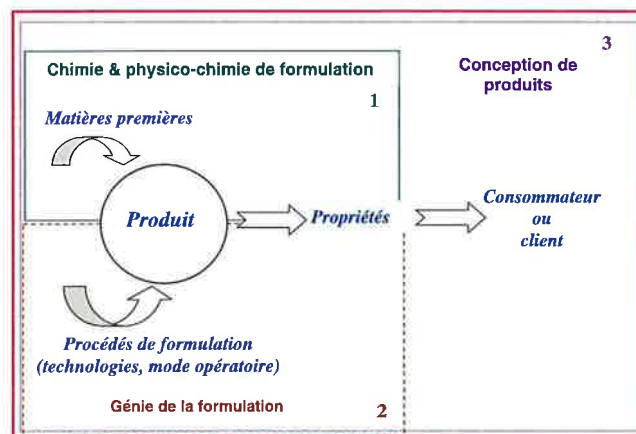 3
Chimie & physico-chimie de formulation
Conception de
produits
1
Matières premières
Produit
Propriétés
Consommateur
ou
client
Procédés de formulation
(technologies, mode opératoire)
Génie de la formulation
2